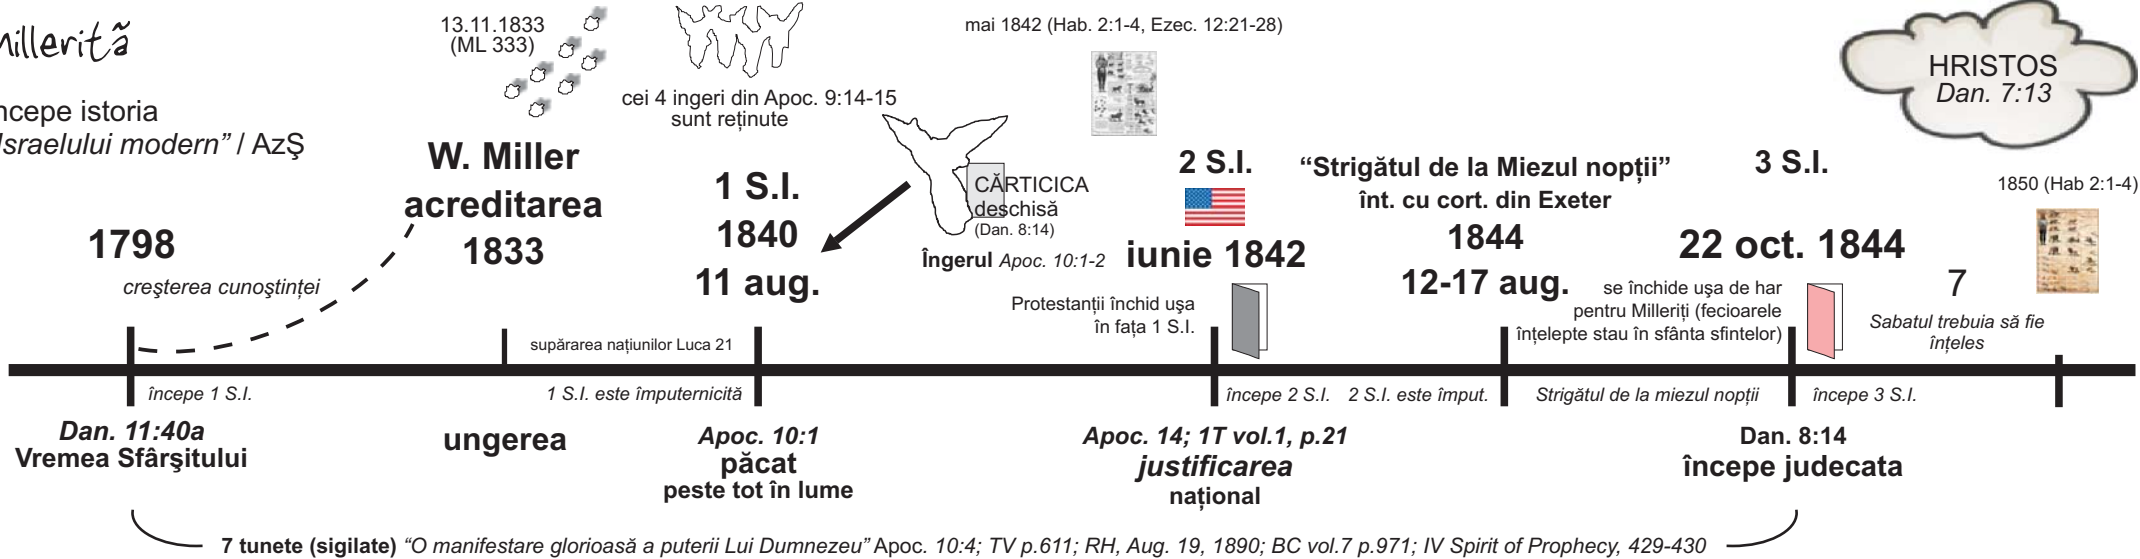 13.11.1833
(ML 333)
începe istoria
"Israelului modern” / AzŞ
cei 4 ingeri din Apoc. 9:14-15
sunt reținute
mai 1842 (Hab. 2:1-4, Ezec. 12:21-28)
HRISTOS
Dan. 7:13
W. Miller
acreditarea
1833
1798
creşterea cunoştinței
1 S.I.
1840
11 aug.
CĂRTICICA
deschisă
(Dan. 8:14)
Îngerul Apoc. 10:1-2
2 S.I.
iunie 1842
Protestanții închid uşa
în fața 1 S.I.
“Strigătul de la Miezul nopții”
înt. cu cort. din Exeter
1844
12-17 aug.
3 S.I.
22 oct. 1844
se închide uşa de har
pentru Milleriți (fecioarele
înțelepte stau în sfânta sfintelor)
1850 (Hab 2:1-4)
7
Sabatul trebuia să fie
înțeles
supărarea națiunilor Luca 21
începe 1 S.I.
1 S.I. este împuternicită
începe 2 S.I.
2 S.I. este împut.
Strigătul de la miezul nopții
începe 3 S.I.
Dan. 11:40a
Vremea Sfârşitului
ungerea
Apoc. 10:1
păcat
peste tot în lume
Apoc. 14; 1T vol.1, p.21
justificarea
național
Dan. 8:14
începe judecata
7 tunete (sigilate) “O manifestare glorioasă a puterii Lui Dumnezeu” Apoc. 10:4; TV p.611; RH, Aug. 19, 1890; BC vol.7 p.971; IV Spirit of Prophecy, 429-430